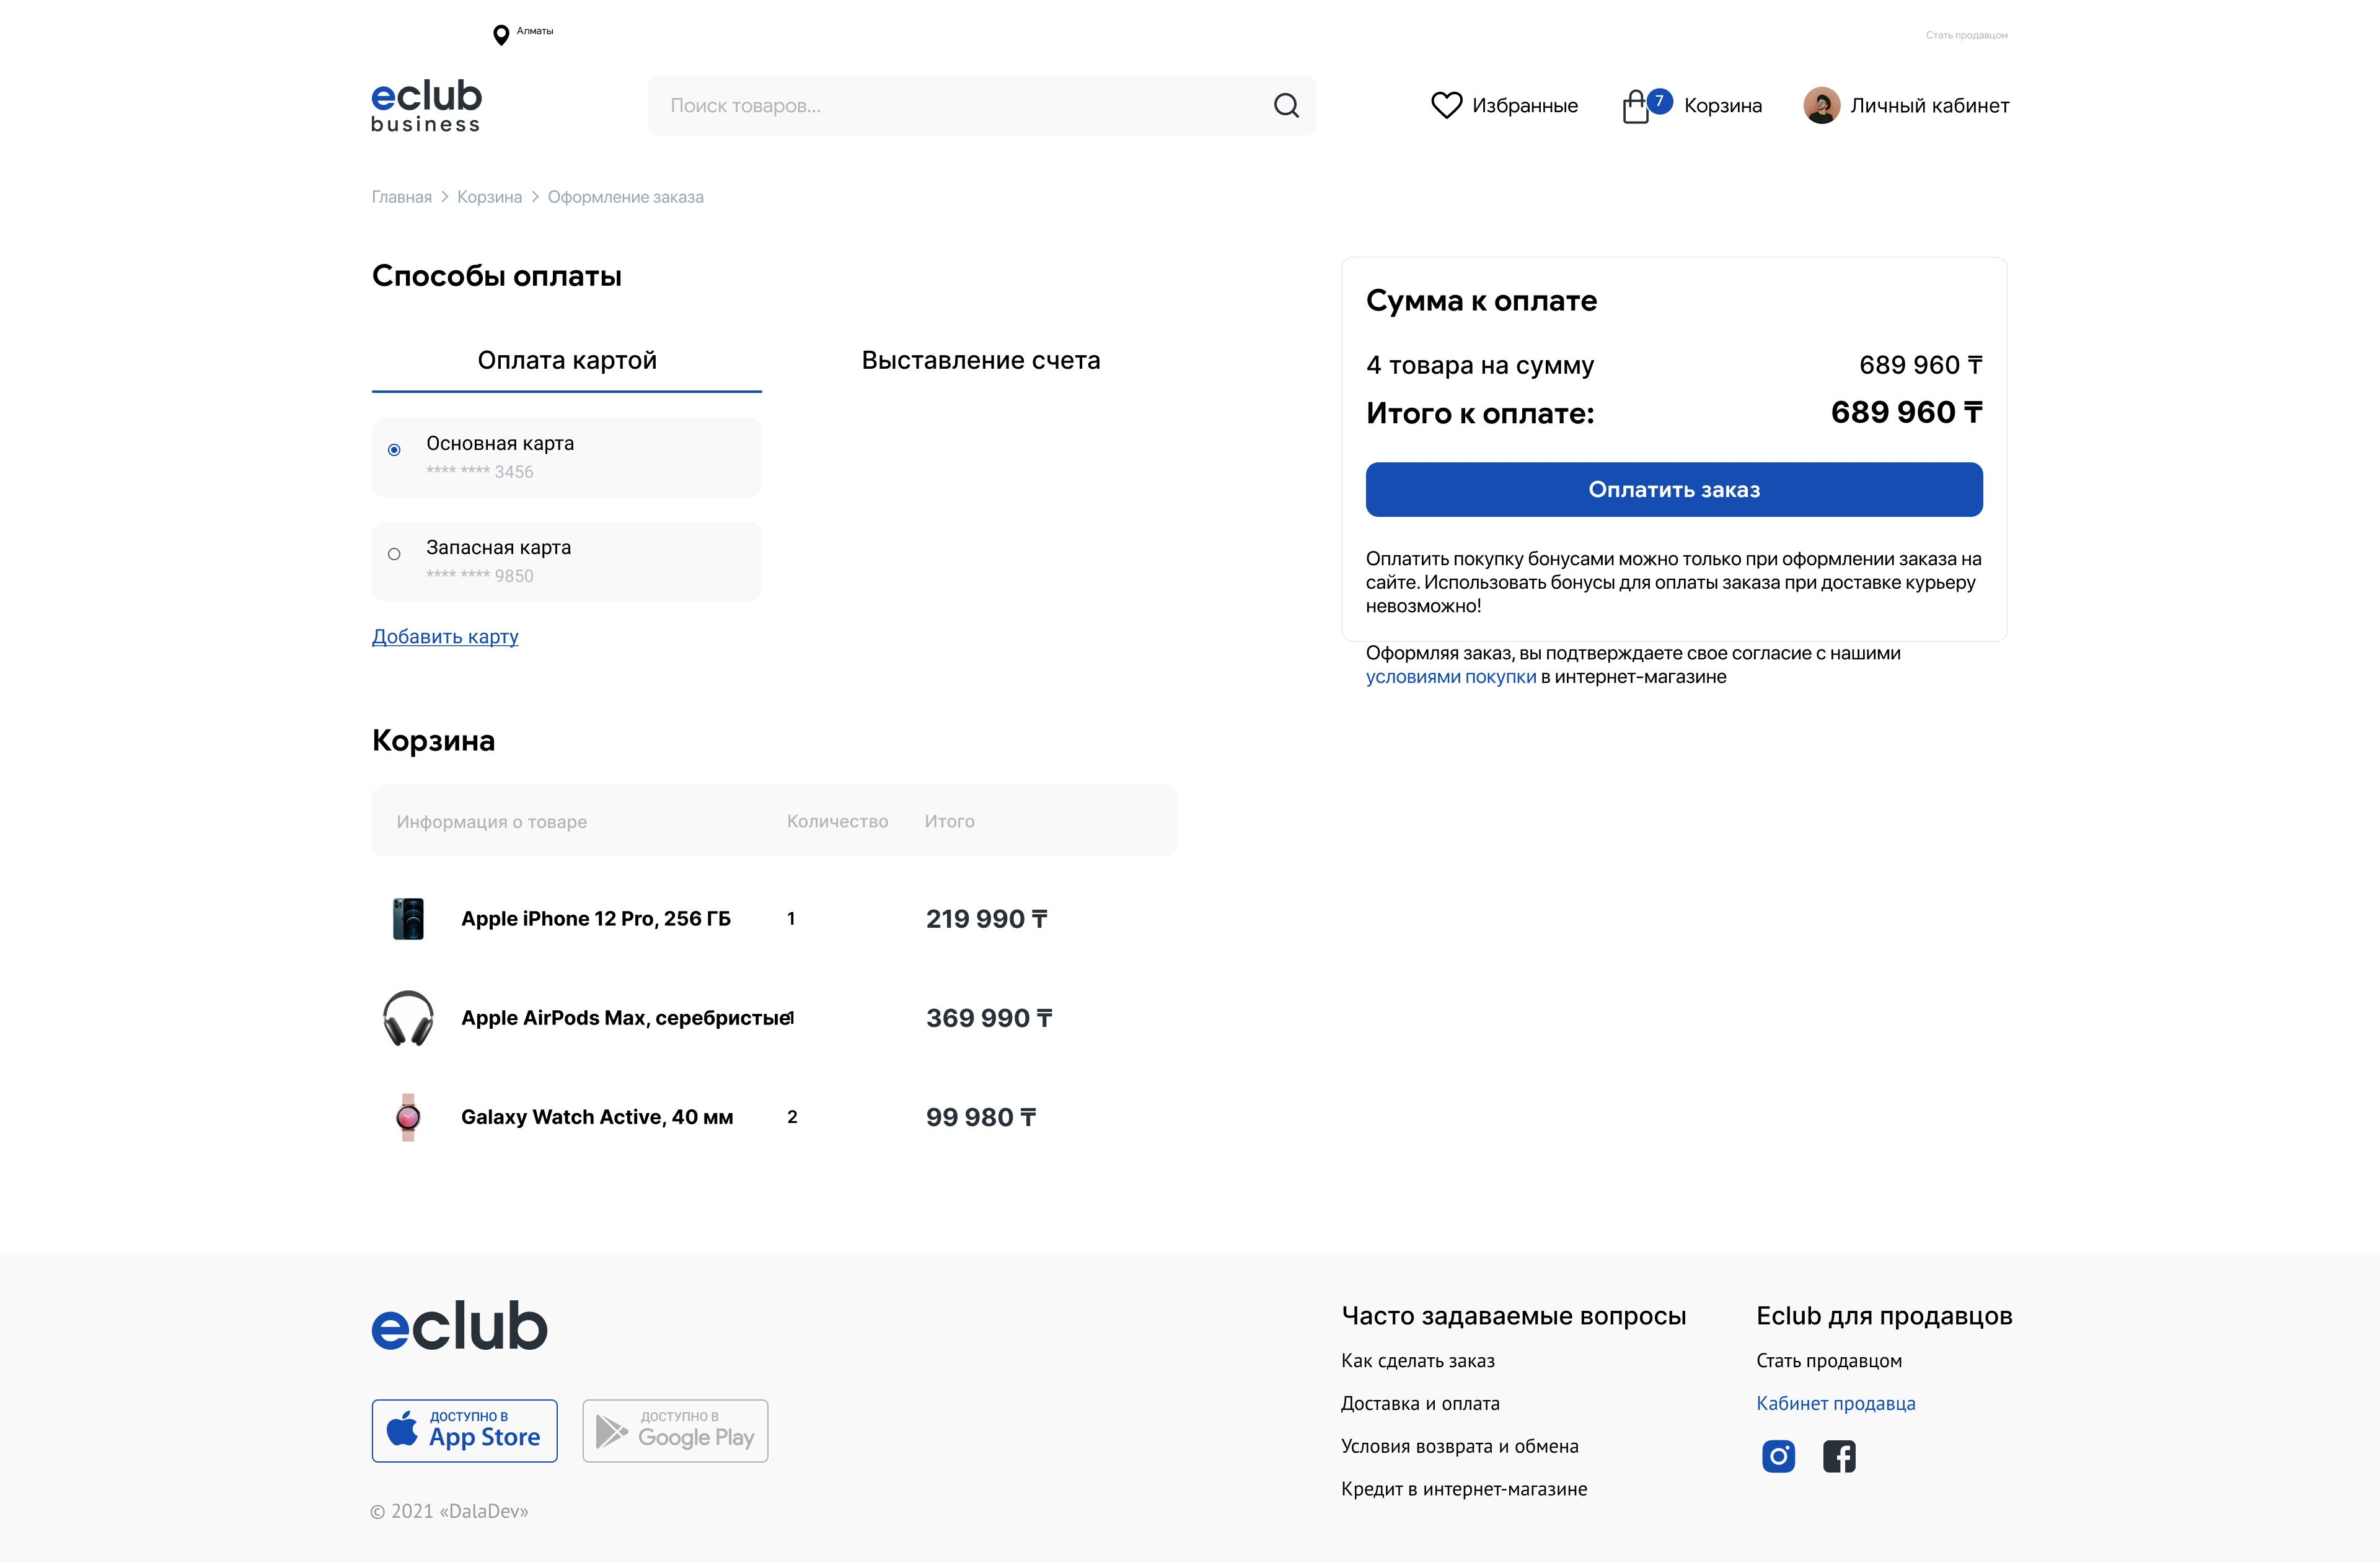 Алматы
Стать продавцом
eclub
business
Поиск товаров...
Избранные
7
Корзина
Личный кабинет
Главная > Корзина > Оформление заказа
Способы оплаты
Оплата картой
Выставление счета
Основная карта
**** **** 3456
Запасная карта
**** **** 9850
Добавить карту
Сумма к оплате
4 товара на сумму 689 960 ₸
Итого к оплате: 689 960 ₸
Оплатить заказ
Оплатить покупку бонусами можно только при оформлении заказа на
сайте. Использовать бонусы для оплаты заказа при доставке курьеру
невозможно!
Оформляя заказ, вы подтверждаете свое согласие с нашими
условиями покупки в интернет-магазине
Корзина
Информация о товаре Количество Итого
Apple iPhone 12 Pro, 256 ГБ 1 219 990 ₸
Apple AirPods Max, серебристые 1 369 990 ₸
Galaxy Watch Active, 40 мм 2 99 980 ₸
eclub
ДОСТУПНО В
App Store
ДОСТУПНО В
Google Play
© 2021 «DalaDev»
Часто задаваемые вопросы
Как сделать заказ
Доставка и оплата
Условия возврата и обмена
Кредит в интернет-магазине
Eclub для продавцов
Стать продавцом
Кабинет продавца